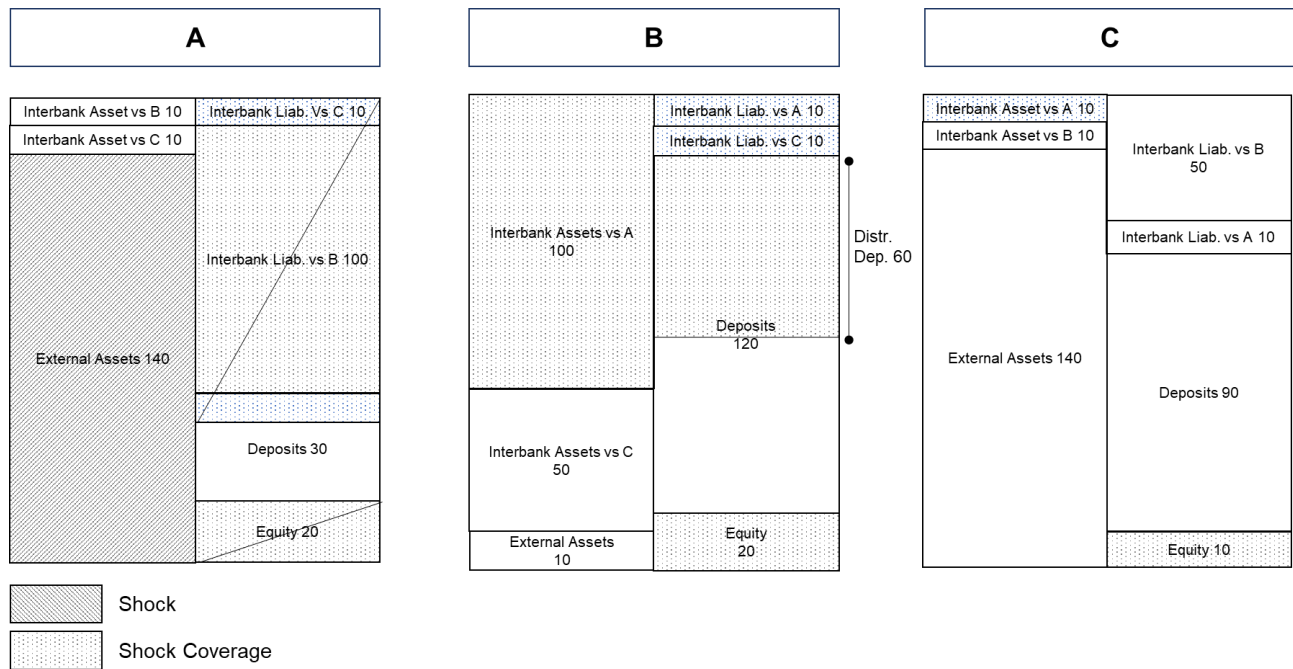 A
B
C
Interbank Asset vs B 10
Interbank Liab. Vs C 10
Interbank Asset vs C 10
Interbank Liab. vs B 100
External Assets 140
Deposits 30
Equity 20
Interbank Liab. vs A 10
Interbank Liab. vs C 10
Interbank Assets vs A
100
Distr.
Dep. 60
Deposits
120
Interbank Assets vs C
50
External Assets
10
Equity
20
Interbank Asset vs A 10
Interbank Asset vs B 10
Interbank Liab. vs B
50
Interbank Liab. vs A 10
External Assets 140
Deposits 90
Equity 10
Shock
Shock Coverage